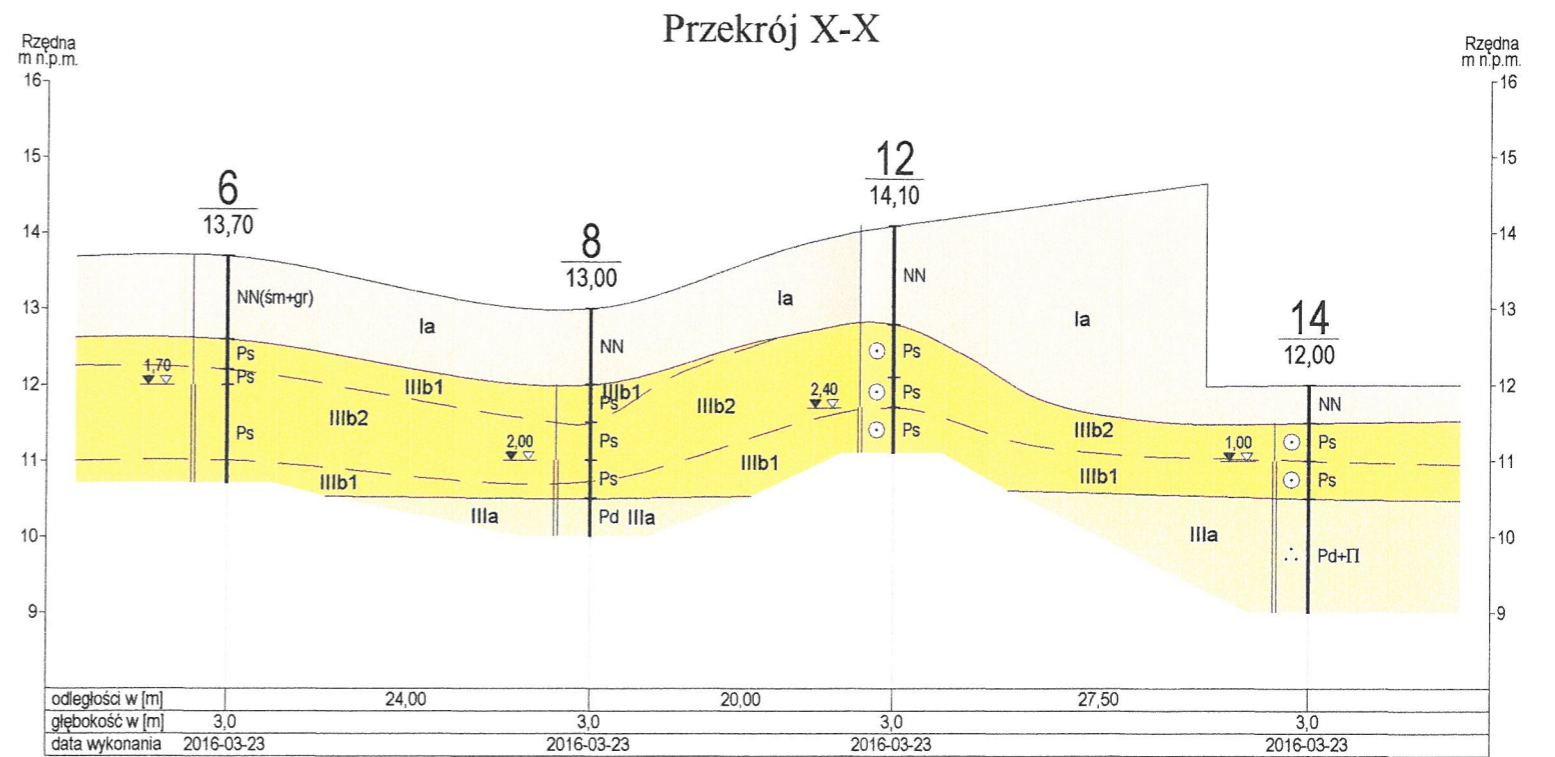 Przekrój X-X
Rzędna
m n.p.m.
Rzędna
m n.p.m.
16
16
15
15
12
14,10
6
13,70
14
14
8
13,00
NN
NN(śm+gr)
Ia
Ia
Ia
13
13
14
12,00
NN
Ps
Ps
1,70
Ps
12
12
IIIb1
IIIb1
Ps
2,40
Ps
NN
IIIb2
IIIb2
Ps
Ps
Ps
IIIb2
2,00
1,00
Ps
11
11
IIIb1
Ps
IIIb1
IIIb1
Ps
IIIa
Pd
IIIa
IIIa
10
10
Pd+Π
9
9
odległości w [m]
24,00
20,00
27,50
głębokość w [m]
3,0
3,0
3,0
3,0
data wykonania
2016-03-23
2016-03-23
2016-03-23
2016-03-23